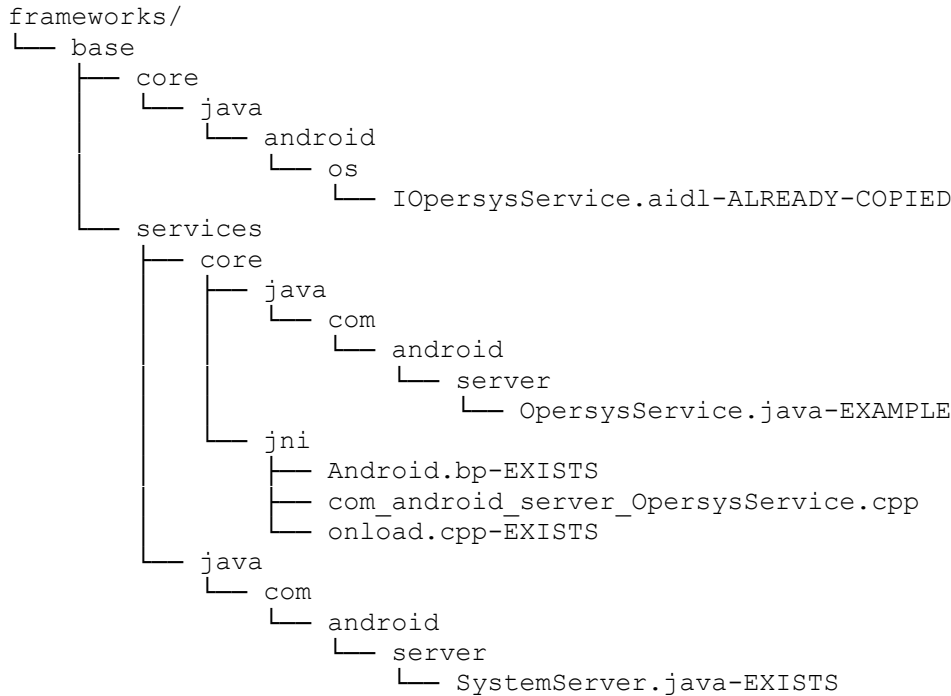 frameworks/
└── base
    ├── core
    │   └── java
    │       └── android
    │           └── os
    │               └── IOpersysService.aidl-ALREADY-COPIED
    └── services
        ├── core
        │   ├── java
        │   │   └── com
        │   │       └── android
        │   │           └── server
        │   │               └── OpersysService.java-EXAMPLE
        │   └── jni
        │       ├── Android.bp-EXISTS
        │       ├── com_android_server_OpersysService.cpp
        │       └── onload.cpp-EXISTS
        └── java
            └── com
                └── android
                    └── server
                        └── SystemServer.java-EXISTS